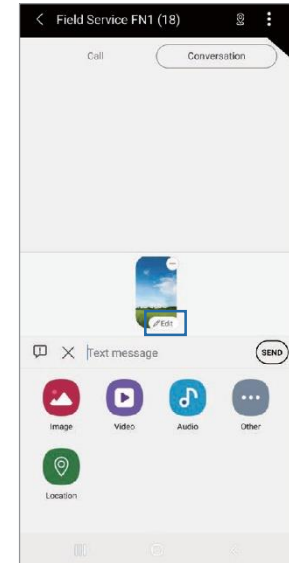 Field Service FN1 (18)
Call Conversation
Edit
Text message SEND
Image Video Audio Other
Location